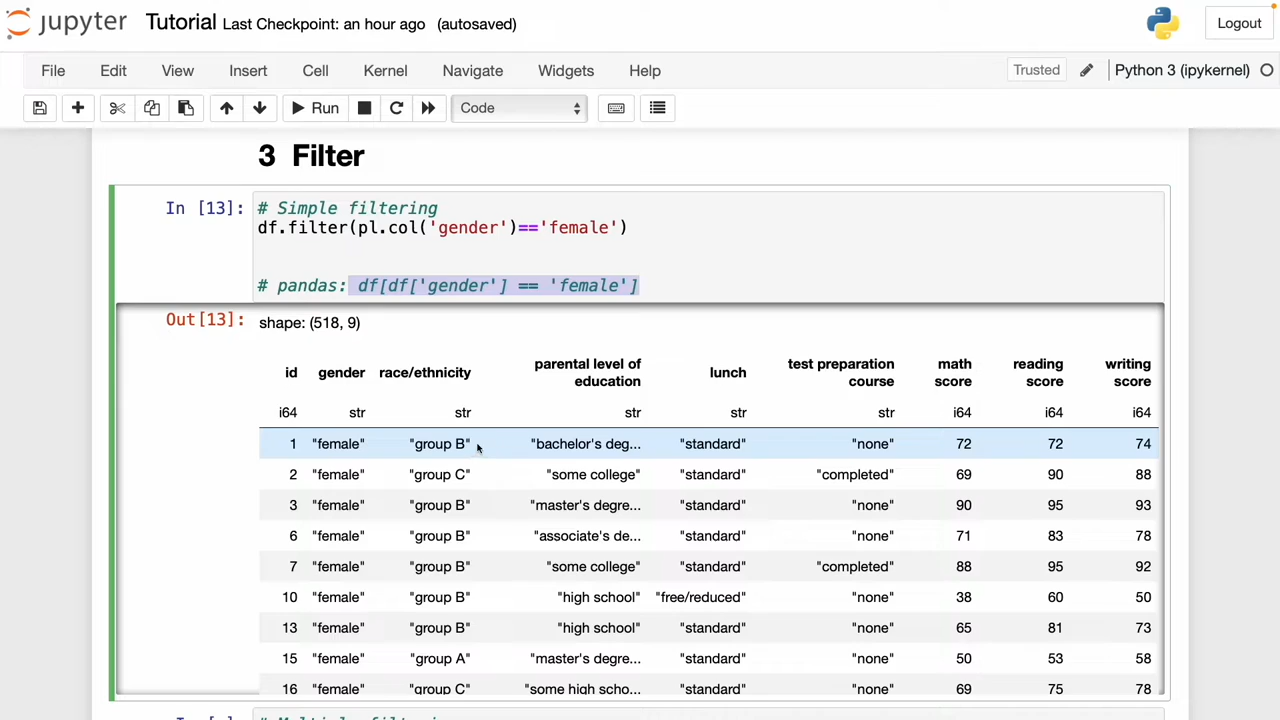 jupyter Tutorial Last Checkpoint: an hour ago (autosaved) Logout
File Edit View Insert Cell Kernel Navigate Widgets Help Trusted Python 3 (ipykernel)
Run Code
3 Filter
In [13]: # Simple filtering
df.filter(pl.col('gender')=='female')
# pandas: df[df['gender'] == 'female']
Out[13]: shape: (518, 9)
id gender race/ethnicity parental level of education lunch test preparation course math score reading score writing score
i64 str str str str str i64 i64 i64
1 "female" "group B" "bachelor's deg... "standard" "none" 72 72 74
2 "female" "group C" "some college" "standard" "completed" 69 90 88
3 "female" "group B" "master's degre... "standard" "none" 90 95 93
6 "female" "group B" "associate's de... "standard" "none" 71 83 78
7 "female" "group B" "some college" "standard" "completed" 88 95 92
10 "female" "group B" "high school" "free/reduced" "none" 38 60 50
13 "female" "group B" "high school" "standard" "none" 65 81 73
15 "female" "group A" "master's degre... "standard" "none" 50 53 58
16 "female" "group C" "some high scho... "standard" "none" 69 75 78